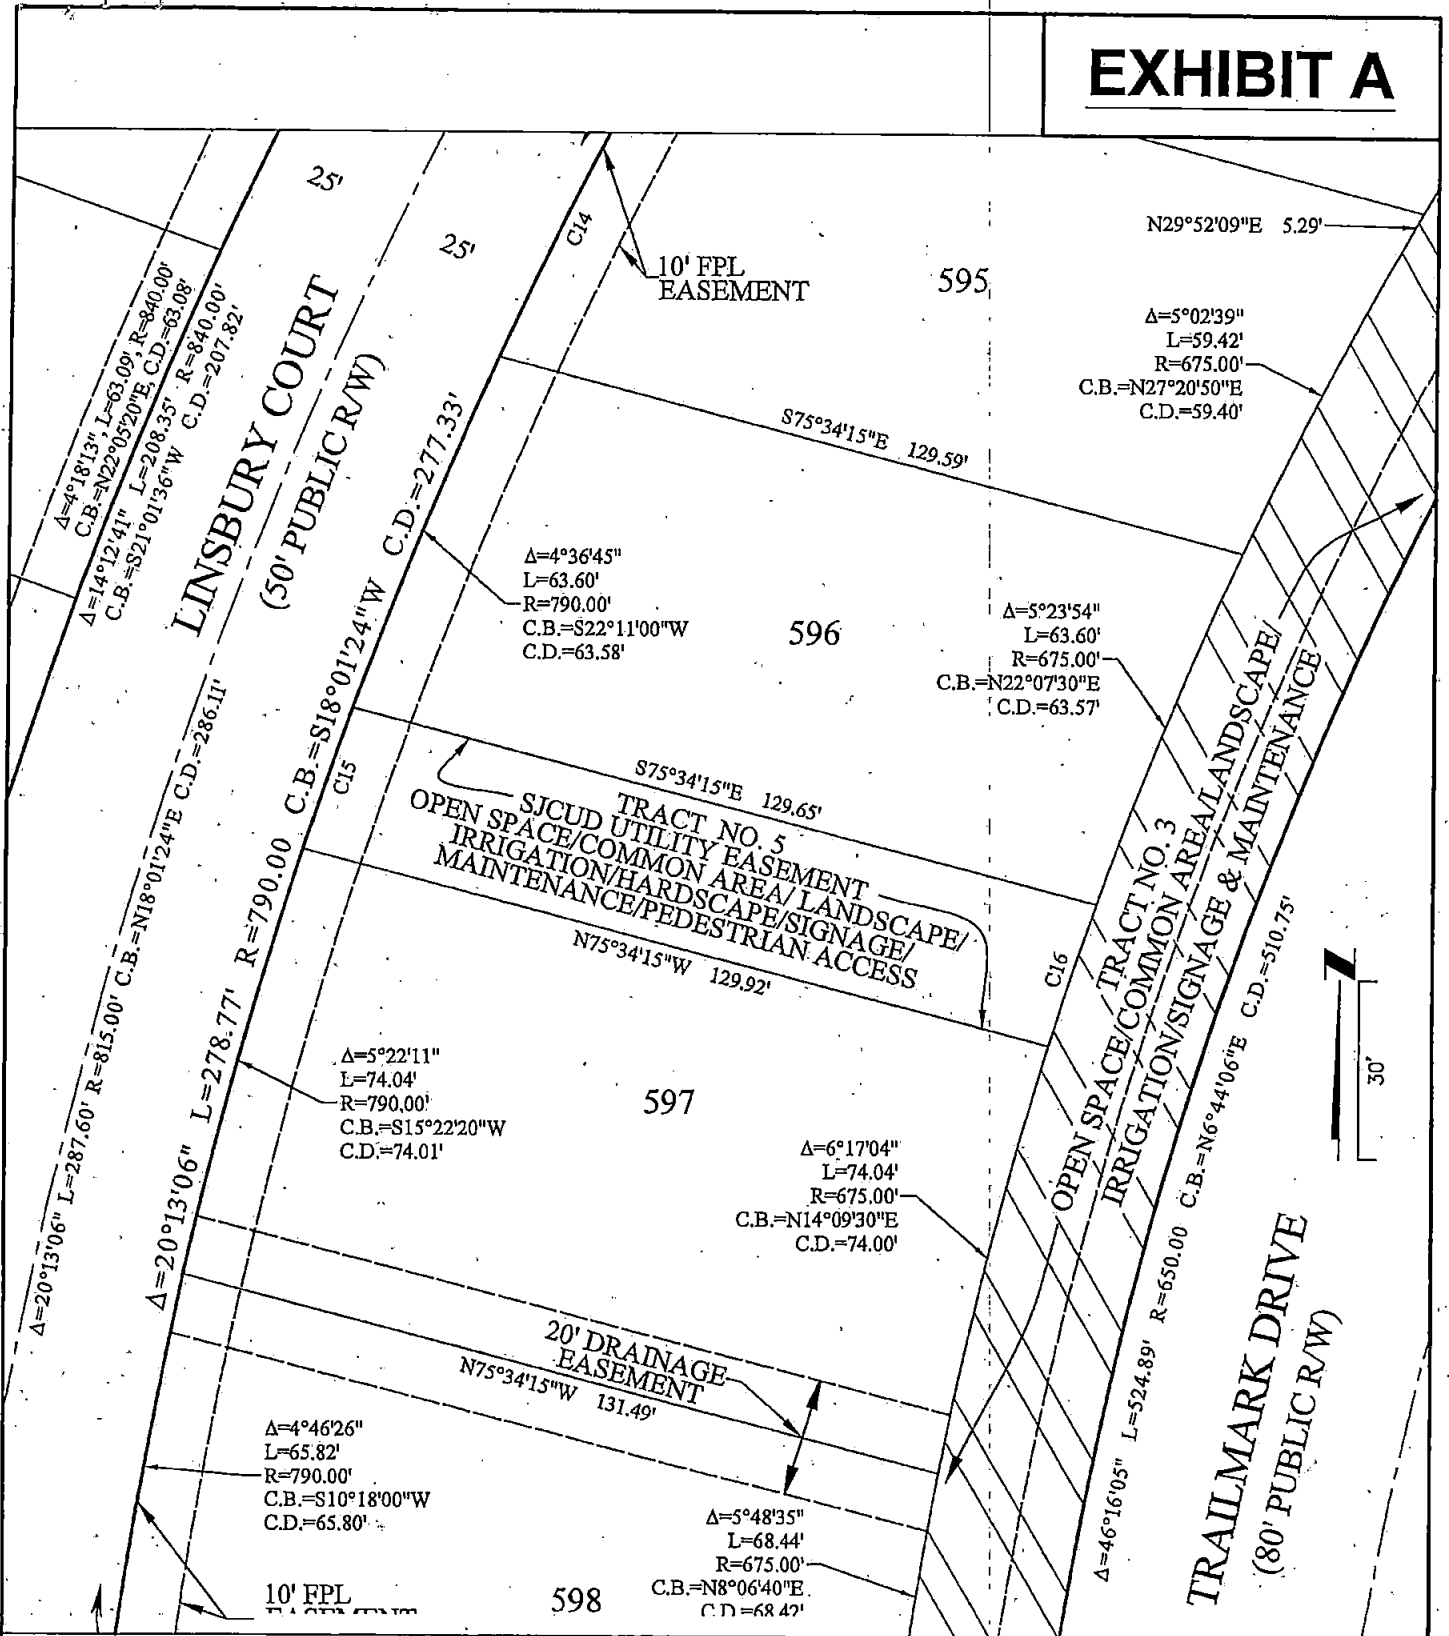 EXHIBIT A
25'
25'
C14
10' FPL
EASEMENT
595
N29°52'09"E 5.29'
Δ=5°02'39"
L=59.42'
R=675.00'
C.B.=N27°20'50"E
C.D.=59.40'
Δ=4°18'13", L=63.09', R=840.00'
C.B.=N22°05'20"E, C.D.=63.08'
Δ=14°12'41" L=208.35' R=840.00'
C.B.=S21°01'36"W C.D.=207.82'
LINSBURY COURT
(50' PUBLIC R/W)
S75°34'15"E 129.59'
Δ=4°36'45"
L=63.60'
R=790.00'
C.B.=S22°11'00"W
C.D.=63.58'
596
Δ=5°23'54"
L=63.60'
R=675.00'
C.B.=N22°07'30"E
C.D.=63.57'
Δ=20°13'06" L=278.77' R=790.00 C.B.=S18°01'24"W C.D.=277.33'
Δ=20°13'06" L=287.60' R=815.00' C.B.=N18°01'24"E C.D.=286.11'
C15
S75°34'15"E 129.65'
TRACT NO. 5
SJCUD UTILITY EASEMENT
OPEN SPACE/COMMON AREA/ LANDSCAPE/
IRRIGATION/HARDSCAPE/SIGNAGE/
MAINTENANCE/PEDESTRIAN ACCESS
N75°34'15"W 129.92'
C16
TRACT NO. 3
OPEN SPACE/COMMON AREA/LANDSCAPE/
IRRIGATION/SIGNAGE & MAINTENANCE
30'
Δ=5°22'11"
L=74.04'
R=790.00'
C.B.=S15°22'20"W
C.D.=74.01'
597
Δ=6°17'04"
L=74.04'
R=675.00'
C.B.=N14°09'30"E
C.D.=74.00'
Δ=46°16'05" L=524.89' R=650.00 C.B.=N6°44'06"E C.D.=510.75'
TRAILMARK DRIVE
(80' PUBLIC R/W)
20' DRAINAGE
EASEMENT
N75°34'15"W 131.49'
Δ=4°46'26"
L=65.82'
R=790.00'
C.B.=S10°18'00"W
C.D.=65.80'
Δ=5°48'35"
L=68.44'
R=675.00'
C.B.=N8°06'40"E
C.D.=68.42'
10' FPL
EASEMENT
598